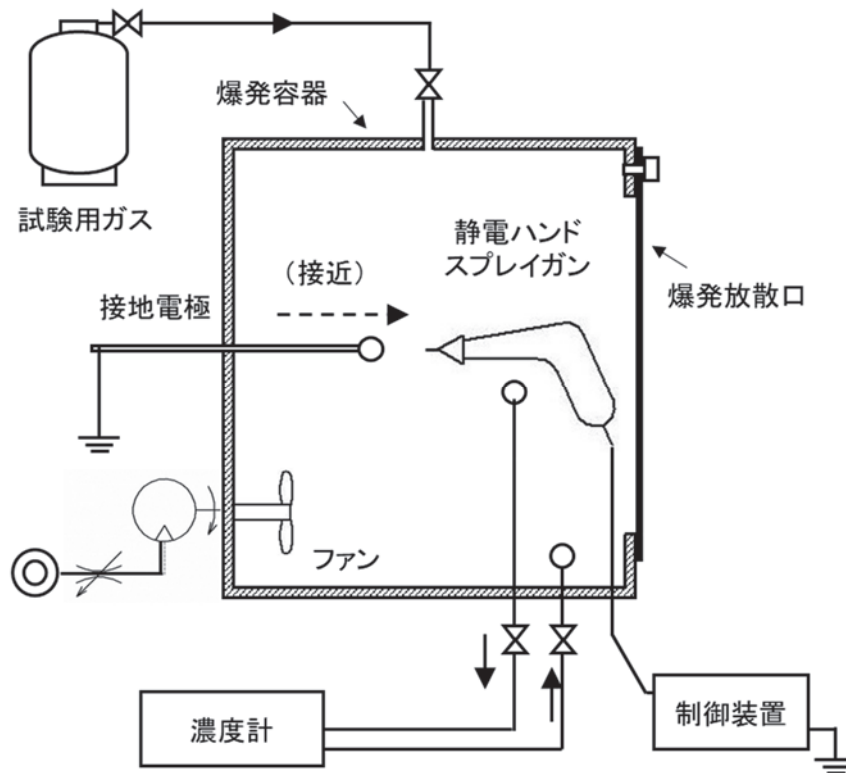 爆発容器
試験用ガス
静電ハンド
スプレイガン
(接近)
爆発放散口
接地電極
ファン
濃度計
制御装置